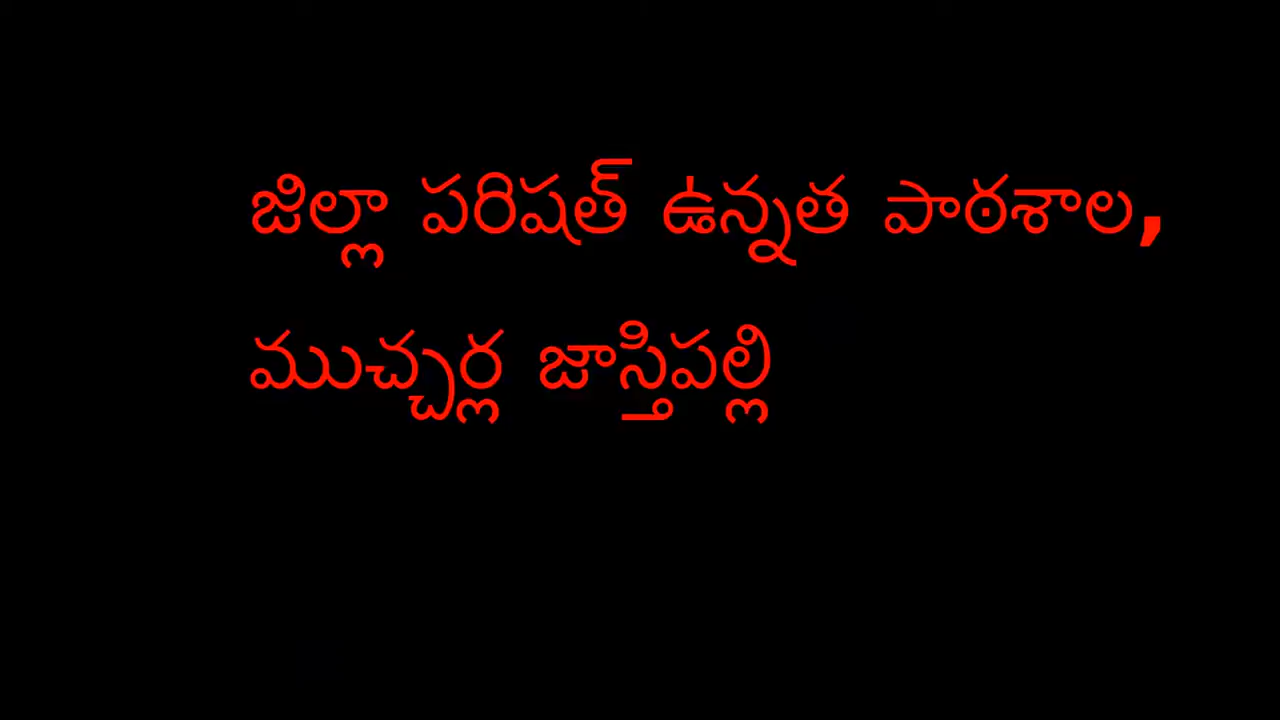 జిల్లా పరిషత్ ఉన్నత పాఠశాల,
ముచ్చర్ల జాస్తిపల్లి